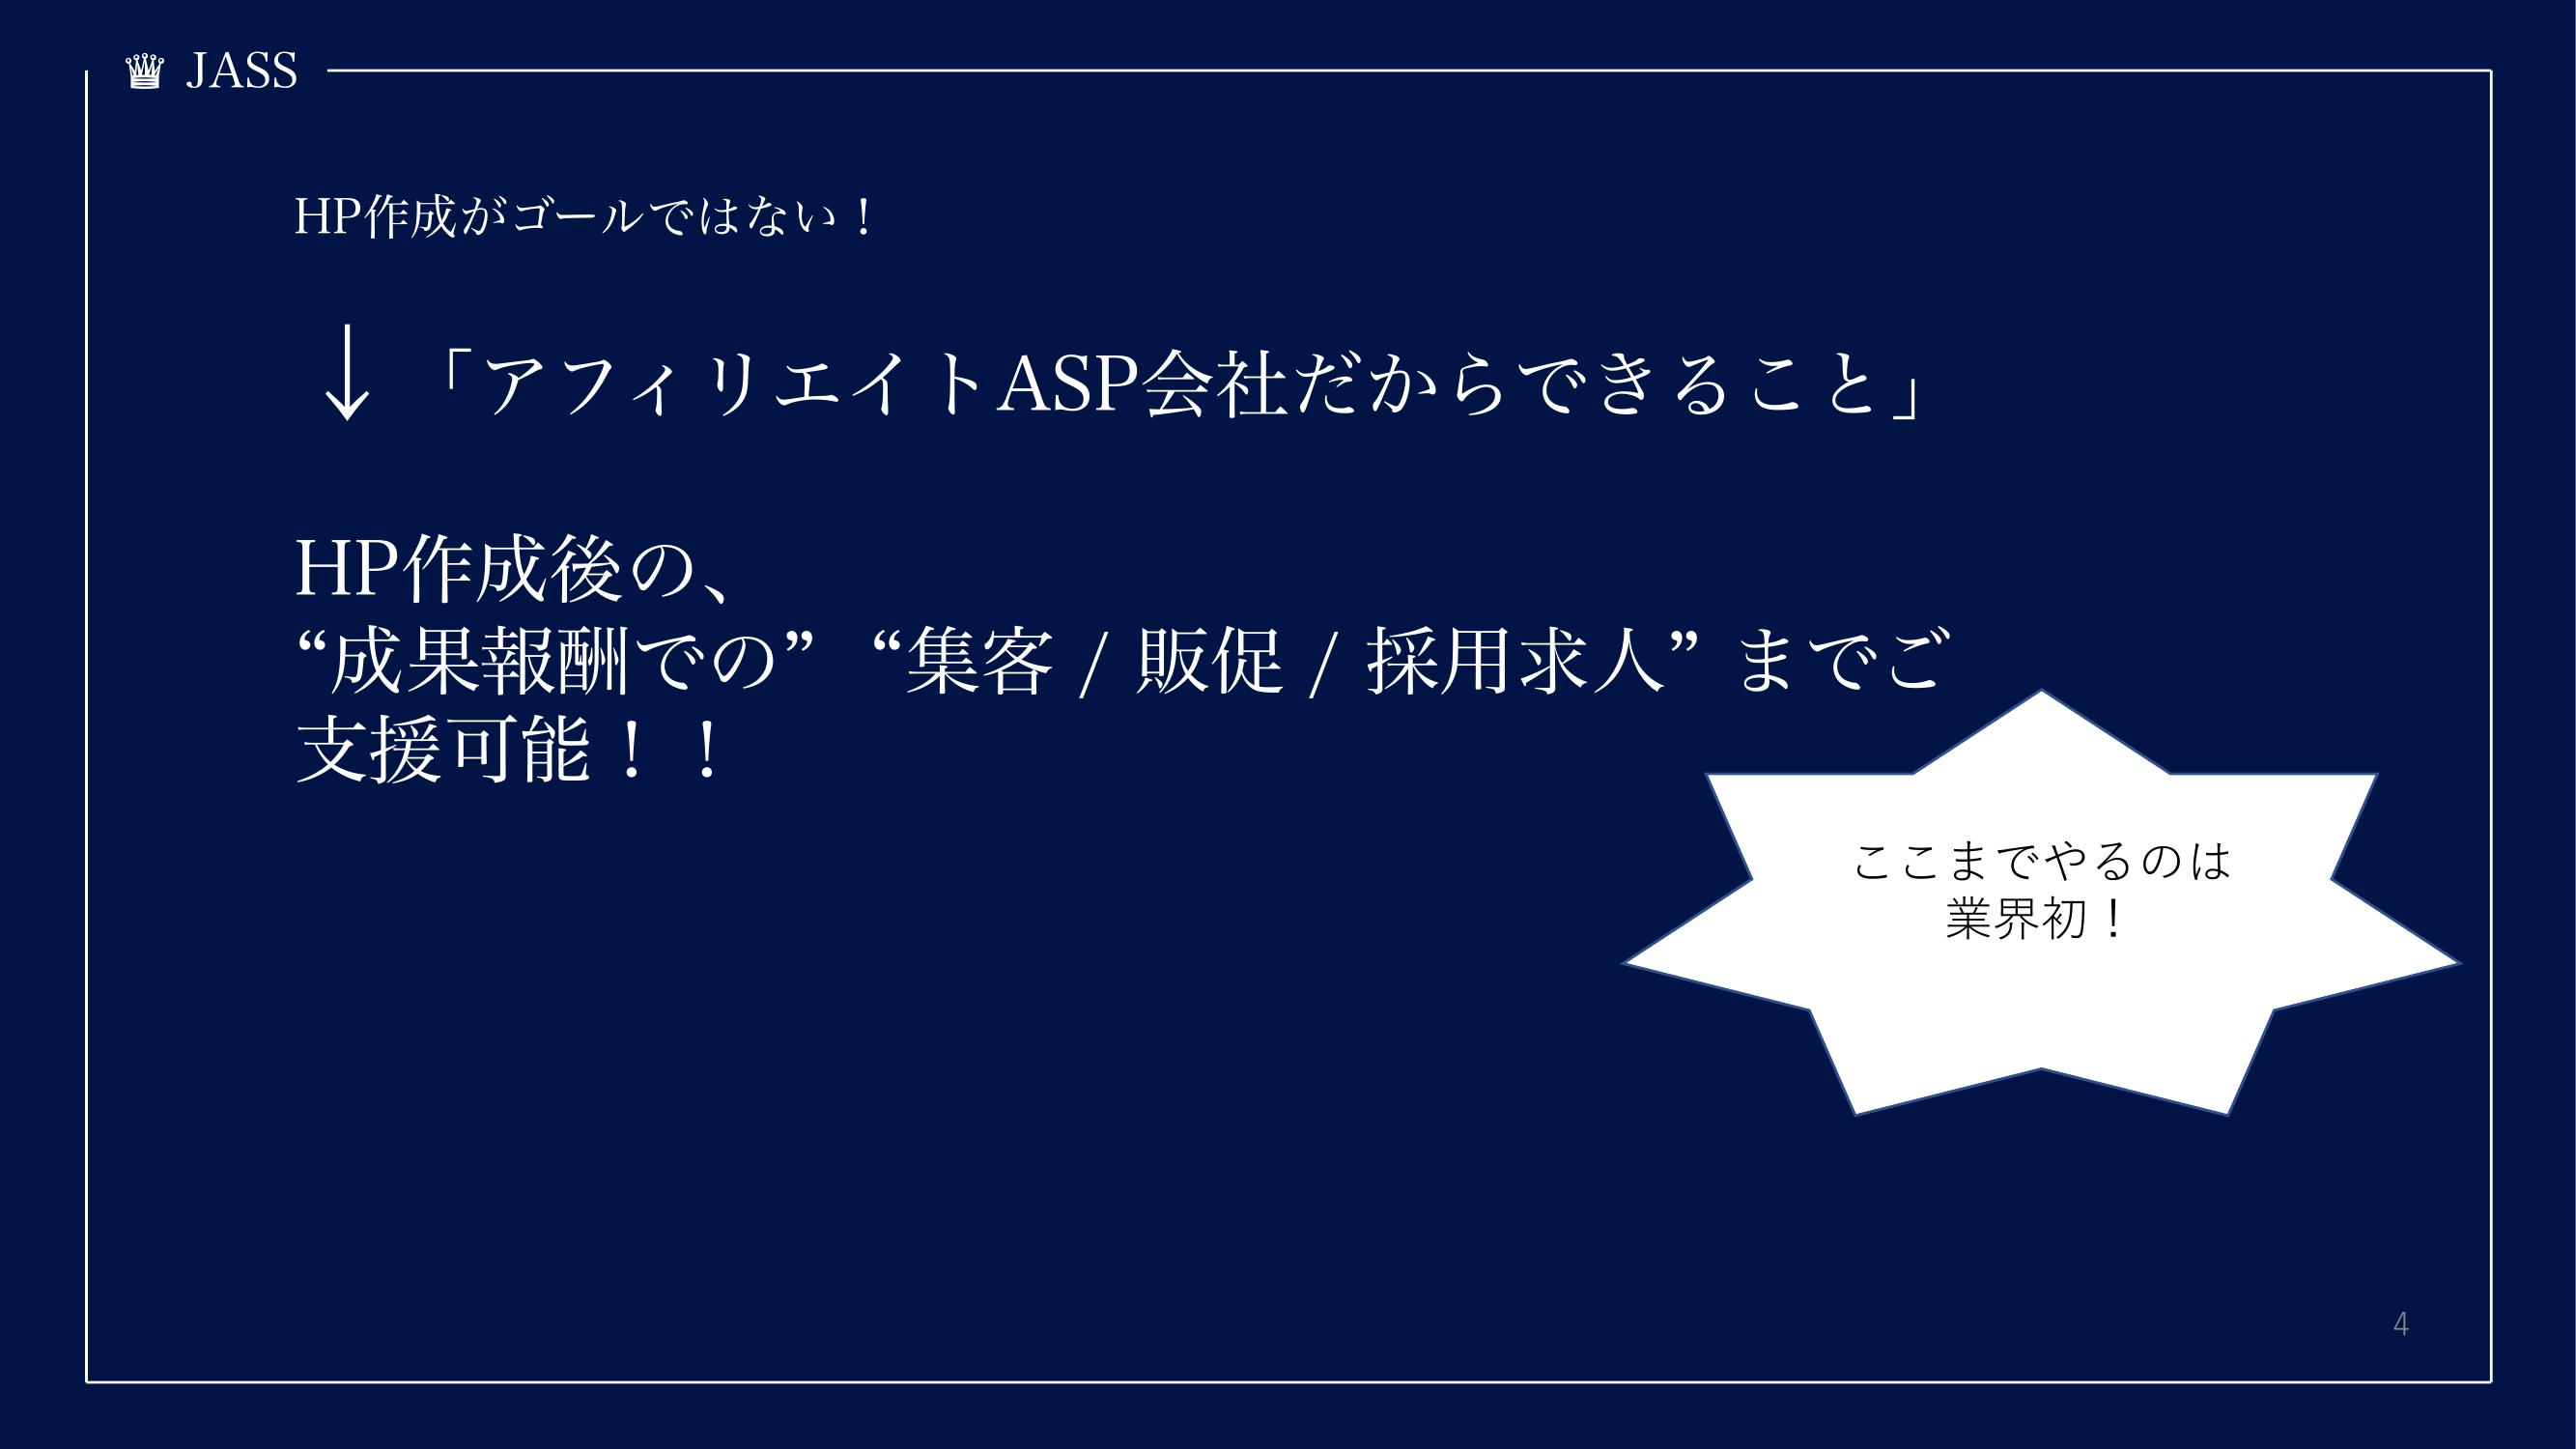 ♛ JASS
HP作成がゴールではない！
↓「アフィリエイトASP会社だからできること」
HP作成後の、
“成果報酬での” “集客 / 販促 / 採用求人” までご
支援可能！！
ここまでやるのは
業界初！
4